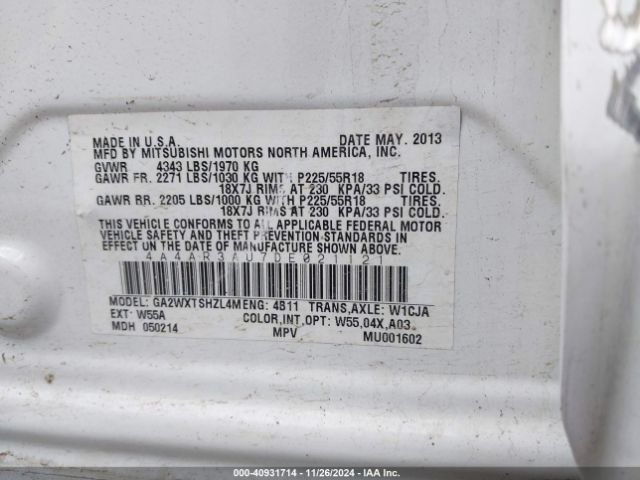 MADE IN U.S.A. DATE MAY. 2013
MFD BY MITSUBISHI MOTORS NORTH AMERICA, INC.
GVWR 4343 LBS/1970 KG
GAWR FR. 2271 LBS/1030 KG WITH P225/55R18 TIRES.
18X7J RIMS AT 230 KPA/33 PSI COLD.
GAWR RR. 2205 LBS/1000 KG WITH P225/55R18 TIRES.
18X7J RIMS AT 230 KPA/33 PSI COLD.
THIS VEHICLE CONFORMS TO ALL APPLICABLE FEDERAL MOTOR
VEHICLE SAFETY AND THEFT PREVENTION STANDARDS IN
EFFECT ON THE DATE OF MANUFACTURE SHOWN ABOVE.
4A4AR3AU7DE021121
MODEL: GA2WXTSHZL4M ENG: 4B11 TRANS,AXLE: W1CJA
EXT: W55A COLOR,INT,OPT: W55,04X,A03
MDH 050214 MPV MU001602
000-40931714 - 11/26/2024 - IAA Inc.